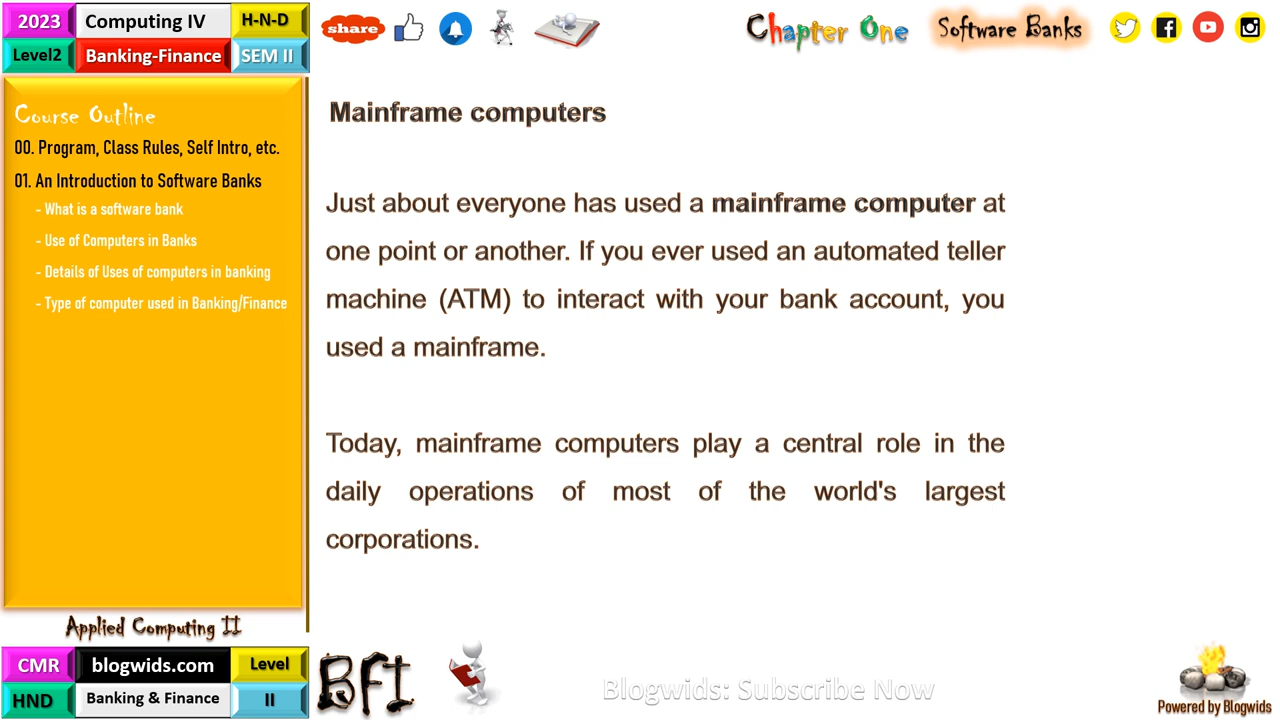 2023 Computing IV H-N-D
Level2 Banking-Finance SEM II
share
Chapter One
Software Banks
Course Outline
00. Program, Class Rules, Self Intro, etc.
01. An Introduction to Software Banks
- What is a software bank
- Use of Computers in Banks
- Details of Uses of computers in banking
- Type of computer used in Banking/Finance
Applied Computing II
Mainframe computers
Just about everyone has used a mainframe computer at
one point or another. If you ever used an automated teller
machine (ATM) to interact with your bank account, you
used a mainframe.
Today, mainframe computers play a central role in the
daily operations of most of the world's largest
corporations.
CMR blogwids.com Level
HND Banking & Finance II
BFI
Blogwids: Subscribe Now
Powered by Blogwids